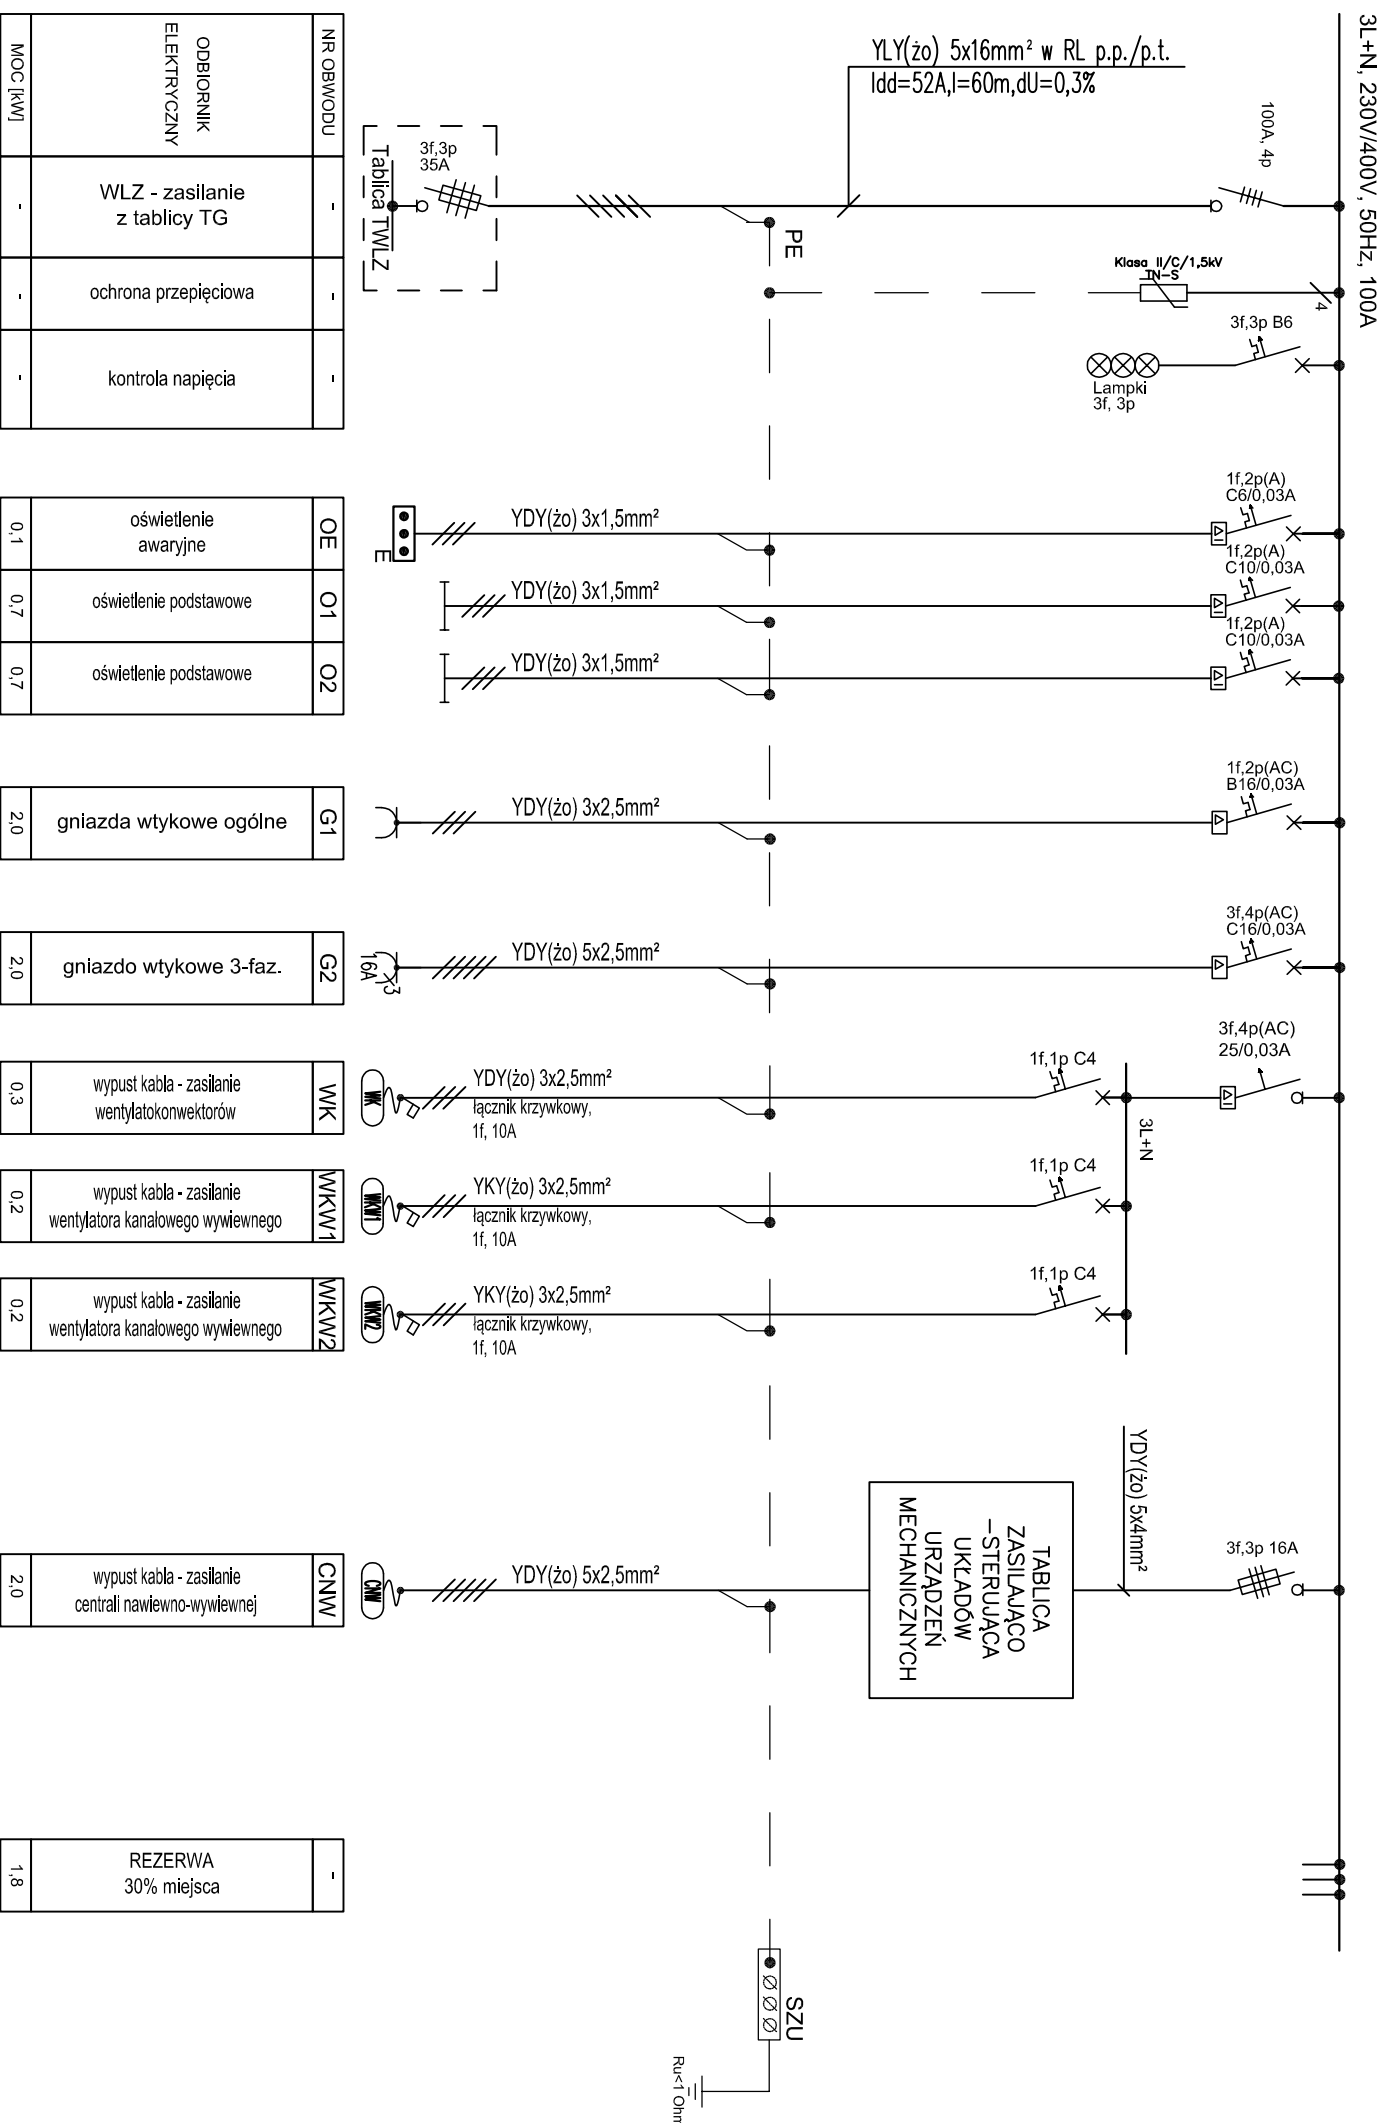 3L+N, 230V/400V, 50Hz, 100A
YLY(żo) 5x16mm² w RL p.p./p.t.
Idd=52A,l=60m,dU=0,3%
100A, 4p
3f,3p
35A
Tablica TWLZ
PE
Klasa II/C/1,5kV
TN-S
4
3f,3p B6
Lampki
3f, 3p
NR OBWODU
ODBIORNIK
ELEKTRYCZNY
MOC [kW]
-
WLZ - zasilanie
z tablicy TG
-
-
ochrona przepięciowa
-
-
kontrola napięcia
-
1f,2p(A)
C6/0,03A
YDY(żo) 3x1,5mm²
E
OE
oświetlenie
awaryjne
0,1
1f,2p(A)
C10/0,03A
YDY(żo) 3x1,5mm²
O1
oświetlenie podstawowe
0,7
1f,2p(A)
C10/0,03A
YDY(żo) 3x1,5mm²
O2
oświetlenie podstawowe
0,7
1f,2p(AC)
B16/0,03A
YDY(żo) 3x2,5mm²
G1
gniazda wtykowe ogólne
2,0
3f,4p(AC)
C16/0,03A
YDY(żo) 5x2,5mm²
16A
3
G2
gniazdo wtykowe 3-faz.
2,0
3f,4p(AC)
25/0,03A
3L+N
1f,1p C4
YDY(żo) 3x2,5mm²
łącznik krzywkowy,
1f, 10A
WK
WK
wypust kabla - zasilanie
wentylatokonwektorów
0,3
1f,1p C4
YKY(żo) 3x2,5mm²
łącznik krzywkowy,
1f, 10A
WKW1
WKW1
wypust kabla - zasilanie
wentylatora kanałowego wywiewnego
0,2
1f,1p C4
YKY(żo) 3x2,5mm²
łącznik krzywkowy,
1f, 10A
WKW2
WKW2
wypust kabla - zasilanie
wentylatora kanałowego wywiewnego
0,2
3f,3p 16A
YDY(żo) 5x4mm²
TABLICA
ZASILAJĄCO
-STERUJĄCA
UKŁADÓW
URZĄDZEŃ
MECHANICZNYCH
YDY(żo) 5x2,5mm²
CNW
CNW
wypust kabla - zasilanie
centrali nawiewno-wywiewnej
2,0
-
REZERWA
30% miejsca
1,8
SZU
Ru<1 Ohm